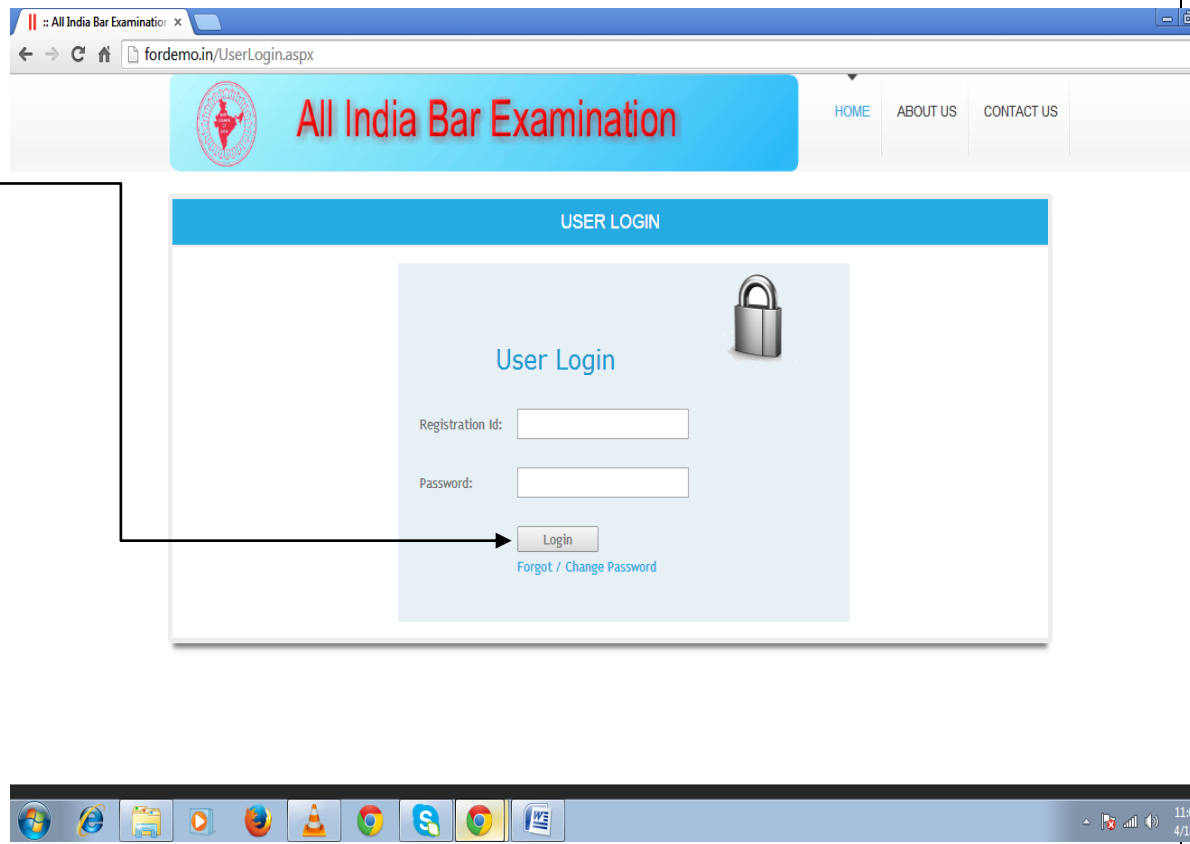 :: All India Bar Examination
fordemo.in/UserLogin.aspx
All India Bar Examination
HOME ABOUT US CONTACT US
USER LOGIN
User Login
Registration Id:
Password:
Login
Forgot / Change Password